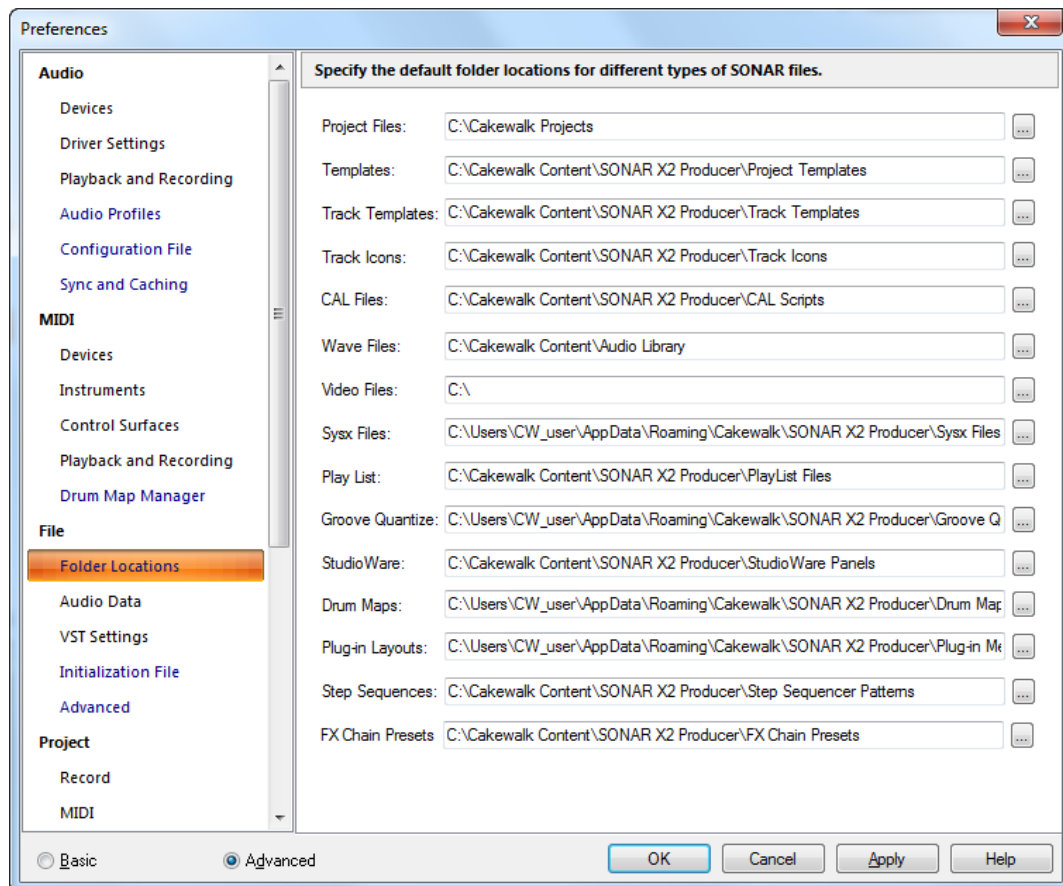 Preferences
Audio
Devices
Driver Settings
Playback and Recording
Audio Profiles
Configuration File
Sync and Caching
MIDI
Devices
Instruments
Control Surfaces
Playback and Recording
Drum Map Manager
File
Folder Locations
Audio Data
VST Settings
Initialization File
Advanced
Project
Record
MIDI
Specify the default folder locations for different types of SONAR files.
Project Files: C:\Cakewalk Projects ...
Templates: C:\Cakewalk Content\SONAR X2 Producer\Project Templates ...
Track Templates: C:\Cakewalk Content\SONAR X2 Producer\Track Templates ...
Track Icons: C:\Cakewalk Content\SONAR X2 Producer\Track Icons ...
CAL Files: C:\Cakewalk Content\SONAR X2 Producer\CAL Scripts ...
Wave Files: C:\Cakewalk Content\Audio Library ...
Video Files: C:\ ...
Sysx Files: C:\Users\CW_user\AppData\Roaming\Cakewalk\SONAR X2 Producer\Sysx Files ...
Play List: C:\Cakewalk Content\SONAR X2 Producer\PlayList Files ...
Groove Quantize: C:\Users\CW_user\AppData\Roaming\Cakewalk\SONAR X2 Producer\Groove Q ...
StudioWare: C:\Cakewalk Content\SONAR X2 Producer\StudioWare Panels ...
Drum Maps: C:\Users\CW_user\AppData\Roaming\Cakewalk\SONAR X2 Producer\Drum Map ...
Plug-in Layouts: C:\Users\CW_user\AppData\Roaming\Cakewalk\SONAR X2 Producer\Plug-in Me ...
Step Sequences: C:\Cakewalk Content\SONAR X2 Producer\Step Sequencer Patterns ...
FX Chain Presets C:\Cakewalk Content\SONAR X2 Producer\FX Chain Presets ...
Basic Advanced OK Cancel Apply Help